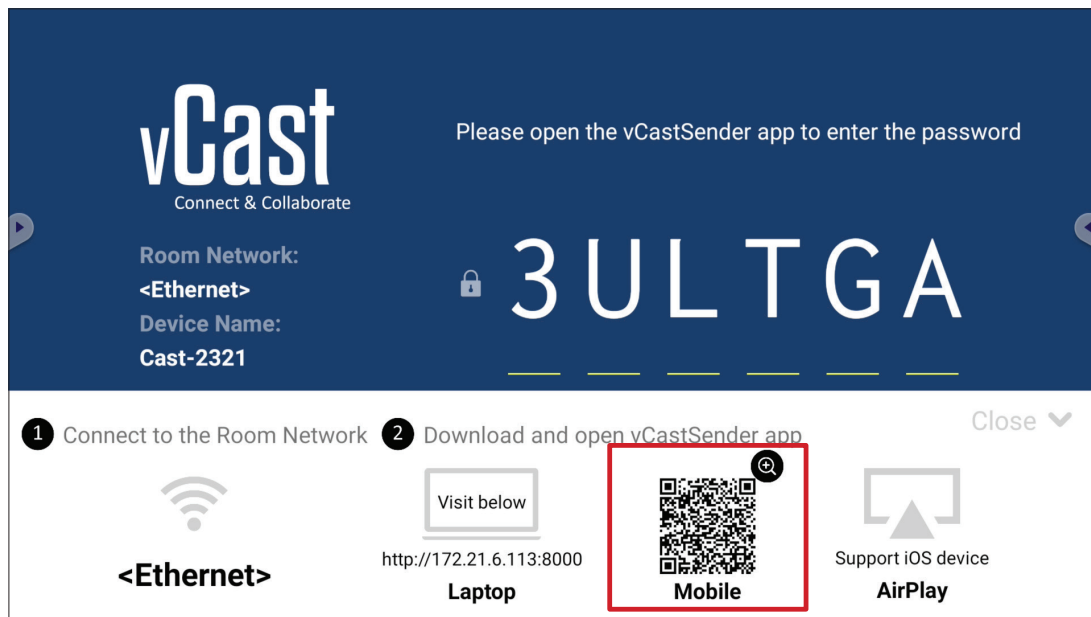 vCast
Connect & Collaborate
Please open the vCastSender app to enter the password
Room Network:
<Ethernet>
Device Name:
Cast-2321
3ULTGA
Close
1 Connect to the Room Network
2 Download and open vCastSender app
<Ethernet>
Visit below
http://172.21.6.113:8000
Laptop
Mobile
Support iOS device
AirPlay